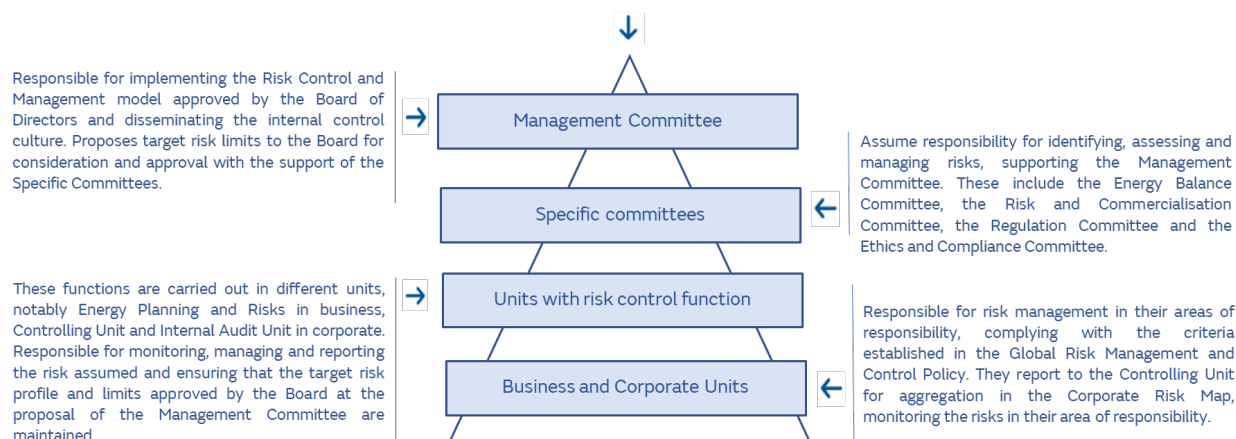 Responsible for implementing the Risk Control and
Management model approved by the Board of
Directors and disseminating the internal control
culture. Proposes target risk limits to the Board for
consideration and approval with the support of the
Specific Committees.
Management Committee
Assume responsibility for identifying, assessing and
managing risks, supporting the Management
Committee. These include the Energy Balance
Committee, the Risk and Commercialisation
Committee, the Regulation Committee and the
Ethics and Compliance Committee.
Specific committees
These functions are carried out in different units,
notably Energy Planning and Risks in business,
Controlling Unit and Internal Audit Unit in corporate.
Responsible for monitoring, managing and reporting
the risk assumed and ensuring that the target risk
profile and limits approved by the Board at the
proposal of the Management Committee are
maintained
Units with risk control function
Responsible for risk management in their areas of
responsibility, complying with the criteria
established in the Global Risk Management and
Control Policy. They report to the Controlling Unit
for aggregation in the Corporate Risk Map,
monitoring the risks in their area of responsibility.
Business and Corporate Units